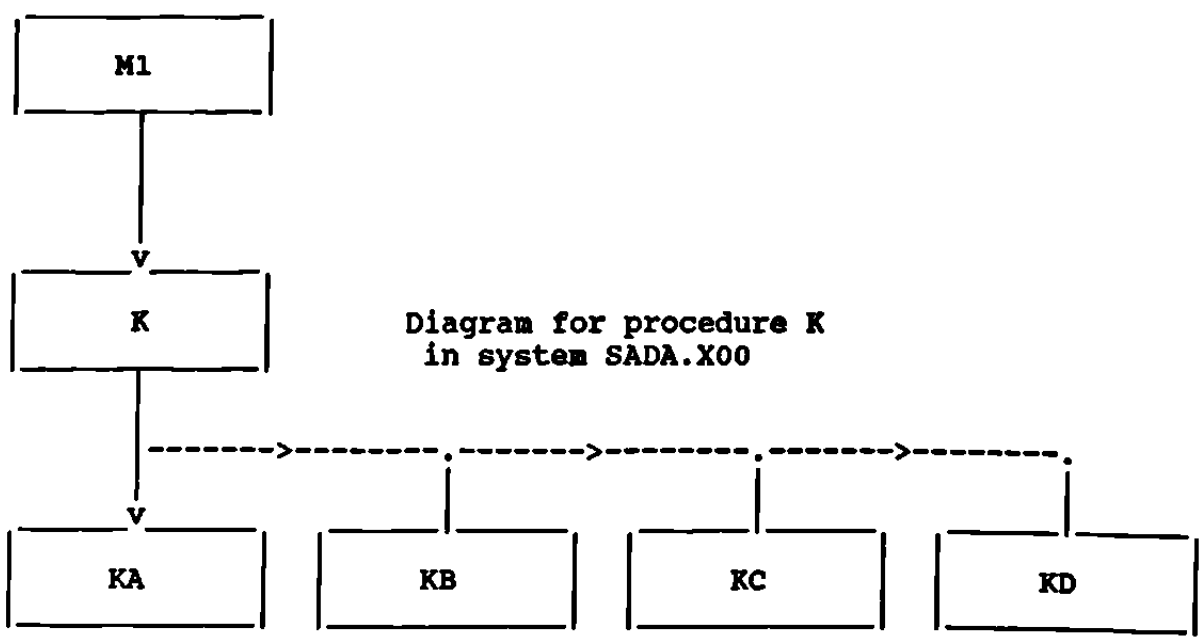 M1
K
Diagram for procedure K
in system SADA.X00
KA
KB
KC
KD